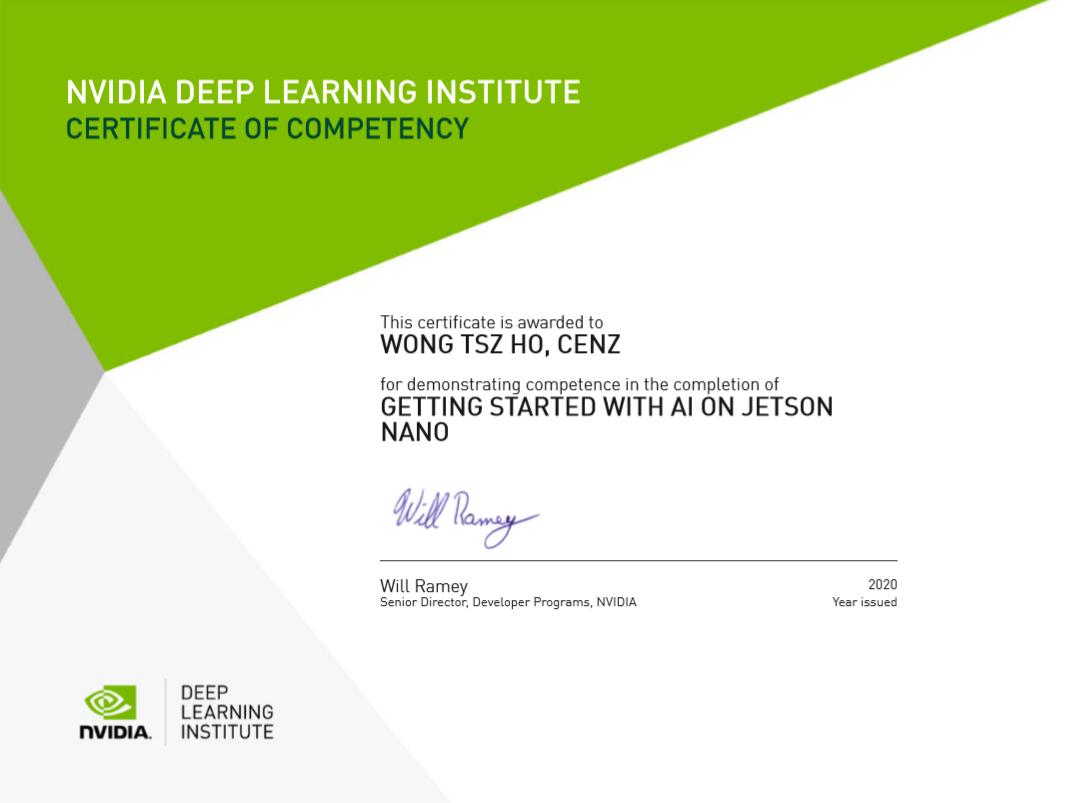 NVIDIA DEEP LEARNING INSTITUTE
CERTIFICATE OF COMPETENCY
This certificate is awarded to
WONG TSZ HO, CENZ
for demonstrating competence in the completion of
GETTING STARTED WITH AI ON JETSON
NANO
Will Ramey
Will Ramey
Senior Director, Developer Programs, NVIDIA
2020
Year issued
NVIDIA.
DEEP
LEARNING
INSTITUTE